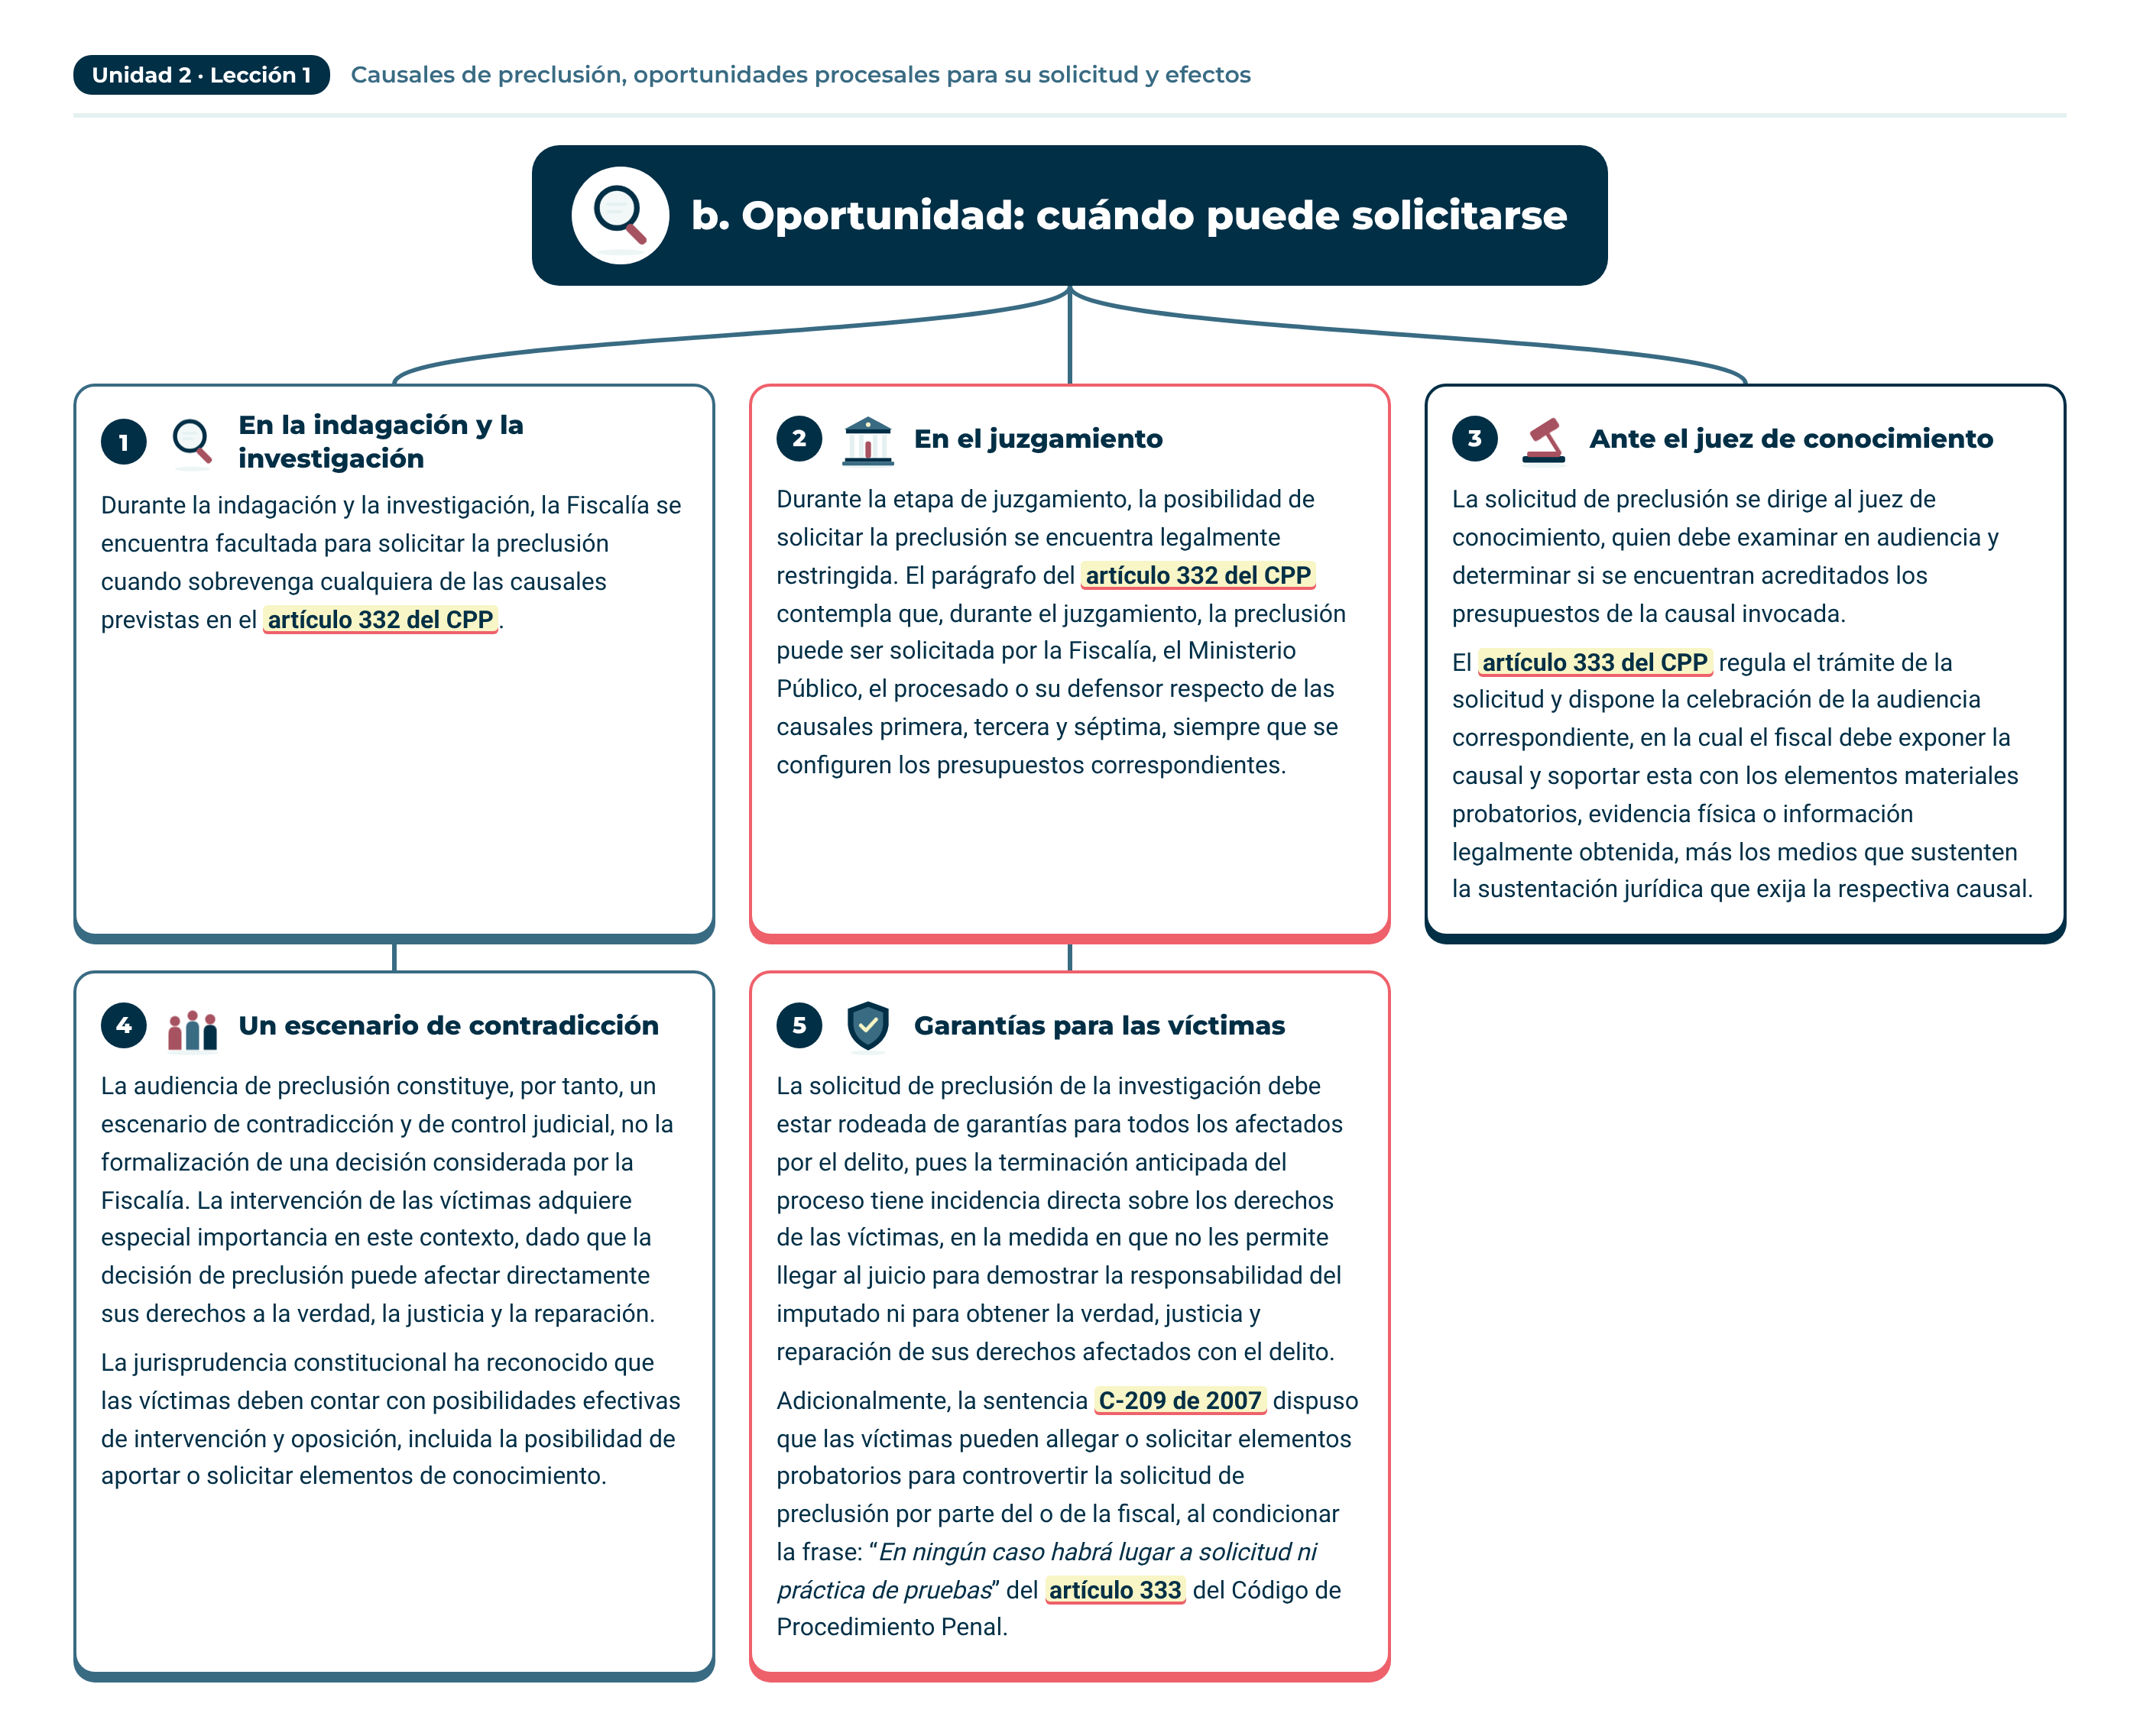 Unidad 2 · Lección 1
Causales de preclusión, oportunidades procesales para su solicitud y efectos
b. Oportunidad: cuándo puede solicitarse
1
En la indagación y la
investigación
Durante la indagación y la investigación, la Fiscalía se
encuentra facultada para solicitar la preclusión
cuando sobrevenga cualquiera de las causales
previstas en el artículo 332 del CPP.
2
En el juzgamiento
Durante la etapa de juzgamiento, la posibilidad de
solicitar la preclusión se encuentra legalmente
restringida. El parágrafo del artículo 332 del CPP
contempla que, durante el juzgamiento, la preclusión
puede ser solicitada por la Fiscalía, el Ministerio
Público, el procesado o su defensor respecto de las
causales primera, tercera y séptima, siempre que se
configuren los presupuestos correspondientes.
3
Ante el juez de conocimiento
La solicitud de preclusión se dirige al juez de
conocimiento, quien debe examinar en audiencia y
determinar si se encuentran acreditados los
presupuestos de la causal invocada.
El artículo 333 del CPP regula el trámite de la
solicitud y dispone la celebración de la audiencia
correspondiente, en la cual el fiscal debe exponer la
causal y soportar esta con los elementos materiales
probatorios, evidencia física o información
legalmente obtenida, más los medios que sustenten
la sustentación jurídica que exija la respectiva causal.
4
Un escenario de contradicción
La audiencia de preclusión constituye, por tanto, un
escenario de contradicción y de control judicial, no la
formalización de una decisión considerada por la
Fiscalía. La intervención de las víctimas adquiere
especial importancia en este contexto, dado que la
decisión de preclusión puede afectar directamente
sus derechos a la verdad, la justicia y la reparación.
La jurisprudencia constitucional ha reconocido que
las víctimas deben contar con posibilidades efectivas
de intervención y oposición, incluida la posibilidad de
aportar o solicitar elementos de conocimiento.
5
Garantías para las víctimas
La solicitud de preclusión de la investigación debe
estar rodeada de garantías para todos los afectados
por el delito, pues la terminación anticipada del
proceso tiene incidencia directa sobre los derechos
de las víctimas, en la medida en que no les permite
llegar al juicio para demostrar la responsabilidad del
imputado ni para obtener la verdad, justicia y
reparación de sus derechos afectados con el delito.
Adicionalmente, la sentencia C-209 de 2007 dispuso
que las víctimas pueden allegar o solicitar elementos
probatorios para controvertir la solicitud de
preclusión por parte del o de la fiscal, al condicionar
la frase: “En ningún caso habrá lugar a solicitud ni
práctica de pruebas” del artículo 333 del Código de
Procedimiento Penal.